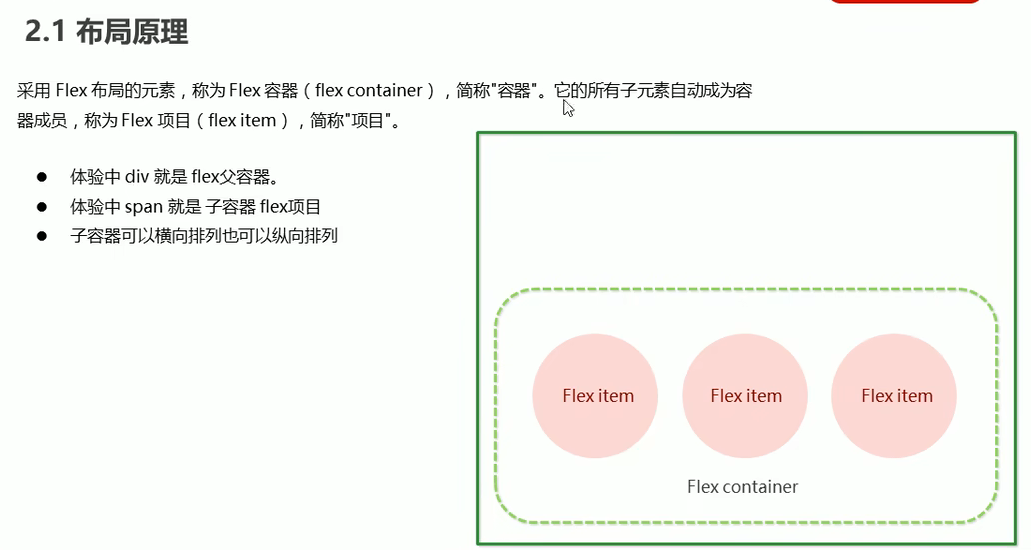 2.1 布局原理
采用 Flex 布局的元素，称为 Flex 容器（flex container），简称"容器"。它的所有子元素自动成为容
器成员，称为 Flex 项目（flex item），简称"项目"。
● 体验中 div 就是 flex父容器。
● 体验中 span 就是 子容器 flex项目
● 子容器可以横向排列也可以纵向排列
Flex item
Flex item
Flex item
Flex container